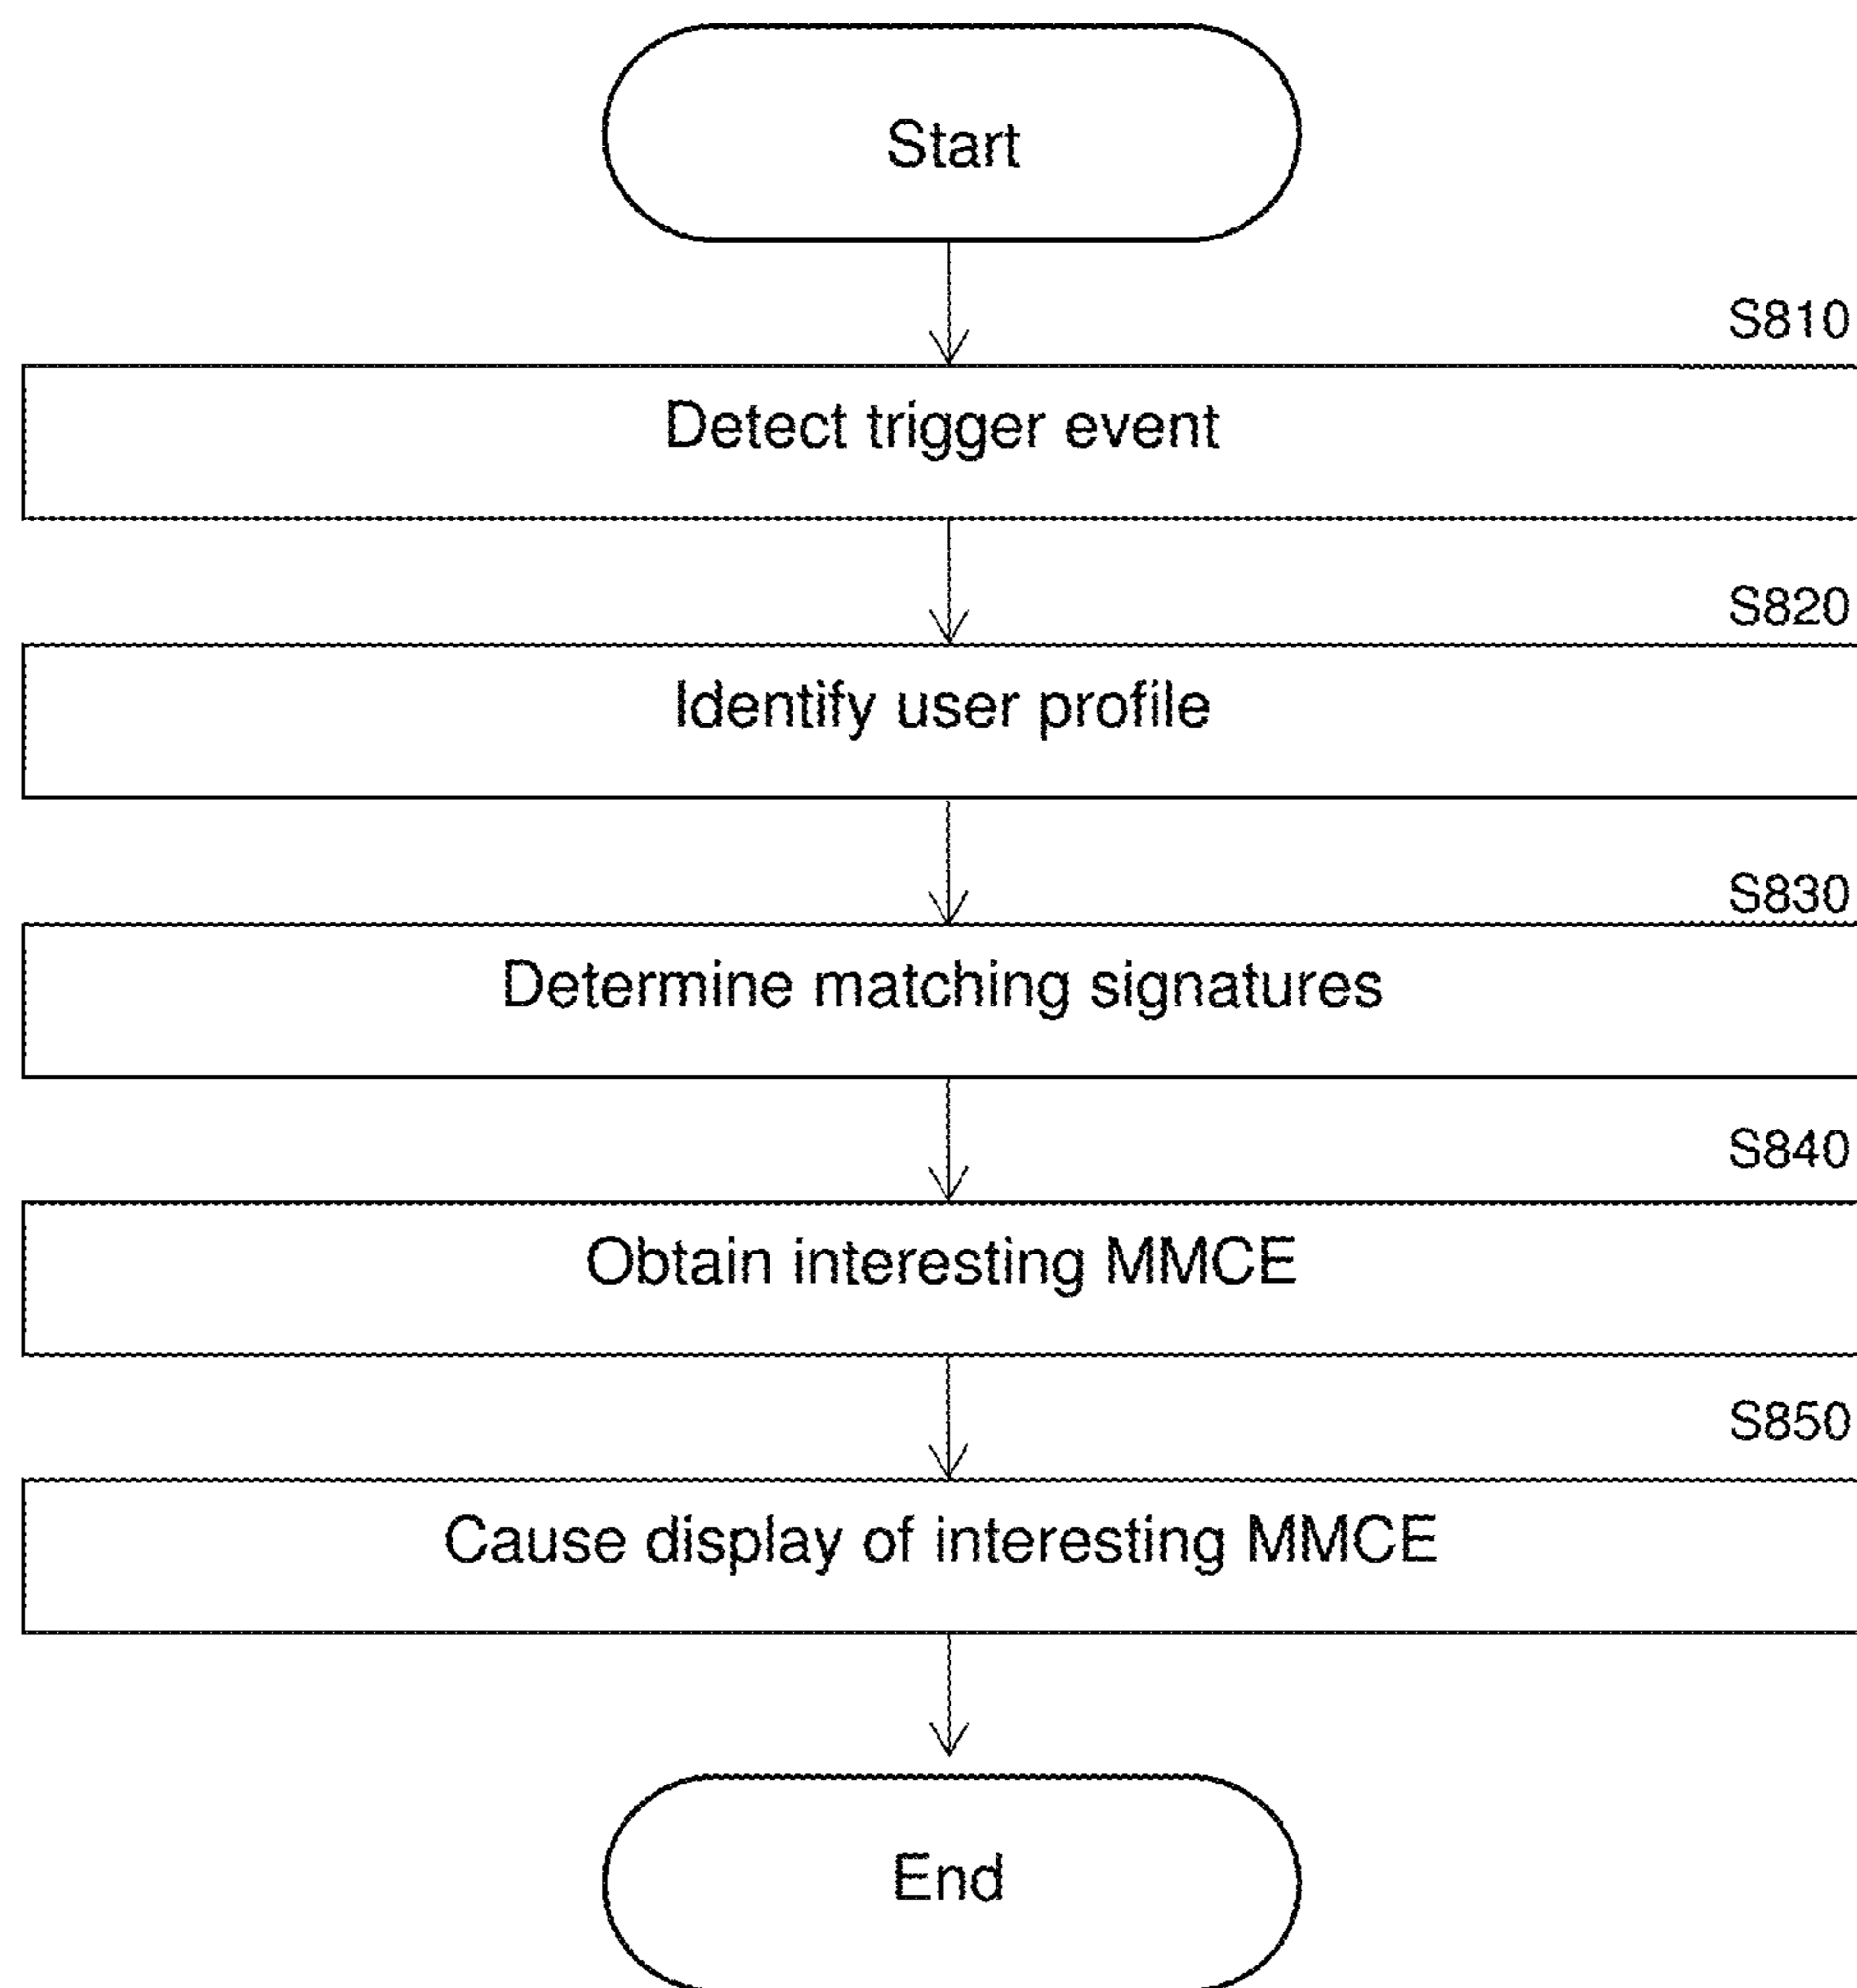 Start
S810
Detect trigger event
S820
Identify user profile
S830
Determine matching signatures
S840
Obtain interesting MMCE
S850
Cause display of interesting MMCE
End